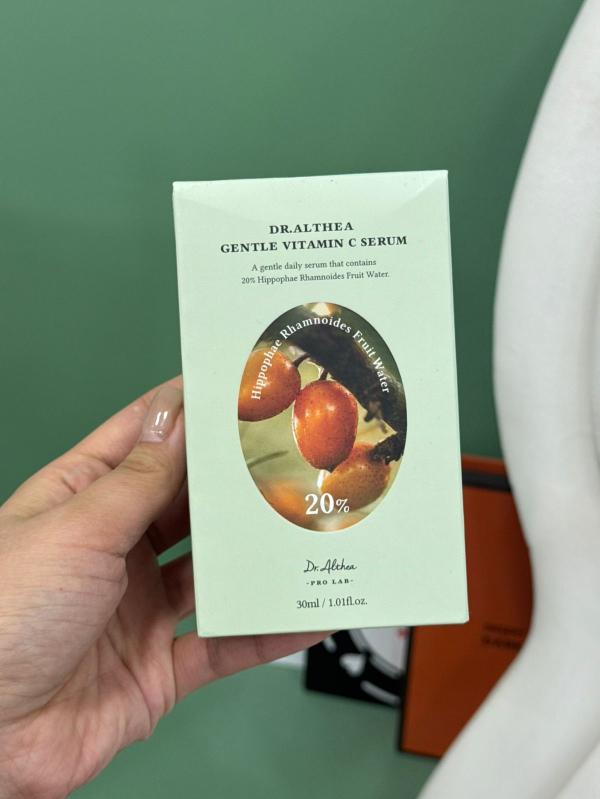 DR.ALTHEA
GENTLE VITAMIN C SERUM
A gentle daily serum that contains
20% Hippophae Rhamnoides Fruit Water.
Hippophae Rhamnoides Fruit Water
20%
Dr.Althea
-PRO LAB-
30ml / 1.01fl.oz.